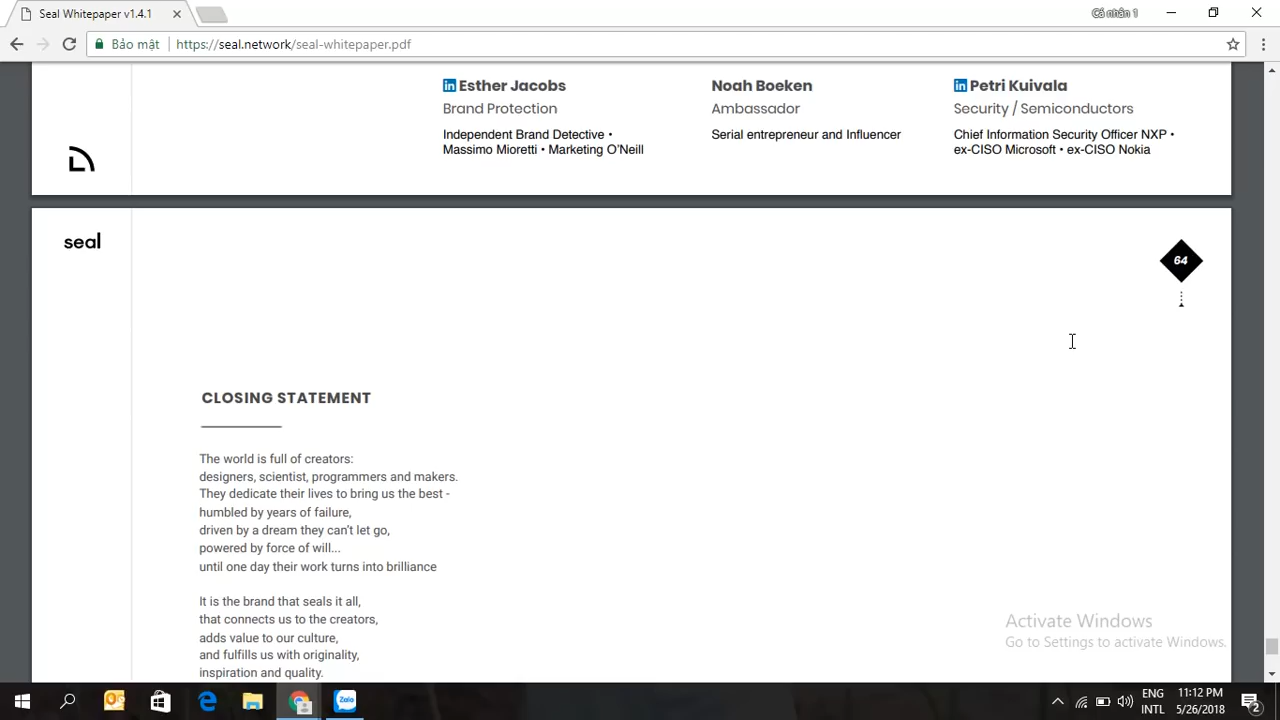 Seal Whitepaper v1.4.1
Cá nhân 1
Bảo mật
https://seal.network/seal-whitepaper.pdf
Esther Jacobs
Brand Protection
Independent Brand Detective •
Massimo Mioretti • Marketing O'Neill
Noah Boeken
Ambassador
Serial entrepreneur and Influencer
in Petri Kuivala
Security / Semiconductors
Chief Information Security Officer NXP •
ex-CISO Microsoft • ex-CISO Nokia
seal
64
CLOSING STATEMENT
The world is full of creators:
designers, scientist, programmers and makers.
They dedicate their lives to bring us the best -
humbled by years of failure,
driven by a dream they can't let go,
powered by force of will...
until one day their work turns into brilliance
It is the brand that seals it all,
that connects us to the creators,
adds value to our culture,
and fulfills us with originality,
inspiration and quality.
Activate Windows
Go to Settings to activate Windows.
Zalo
ENG
INTL
11:12 PM
5/26/2018
2